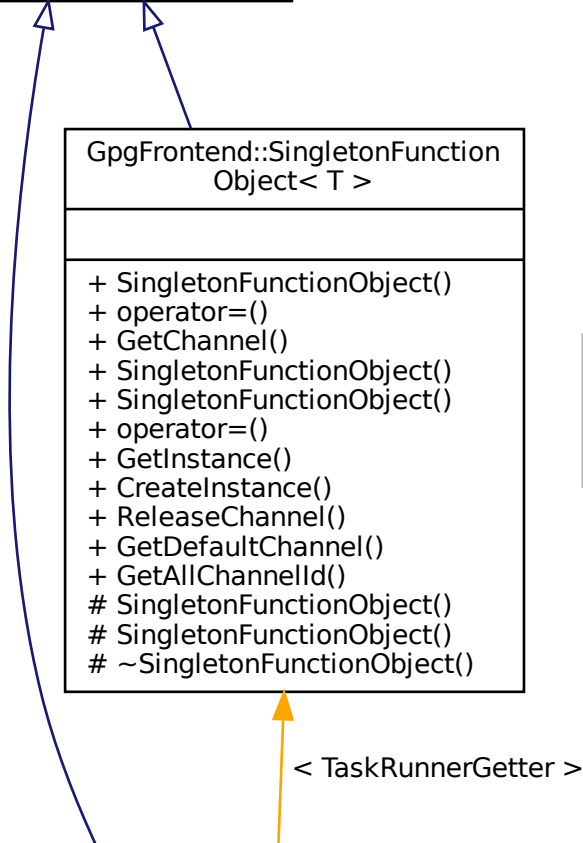 GpgFrontend::SingletonFunction
Object< T >
+ SingletonFunctionObject()
+ operator=()
+ GetChannel()
+ SingletonFunctionObject()
+ SingletonFunctionObject()
+ operator=()
+ GetInstance()
+ CreateInstance()
+ ReleaseChannel()
+ GetDefaultChannel()
+ GetAllChannelId()
# SingletonFunctionObject()
# SingletonFunctionObject()
# ~SingletonFunctionObject()
< TaskRunnerGetter >